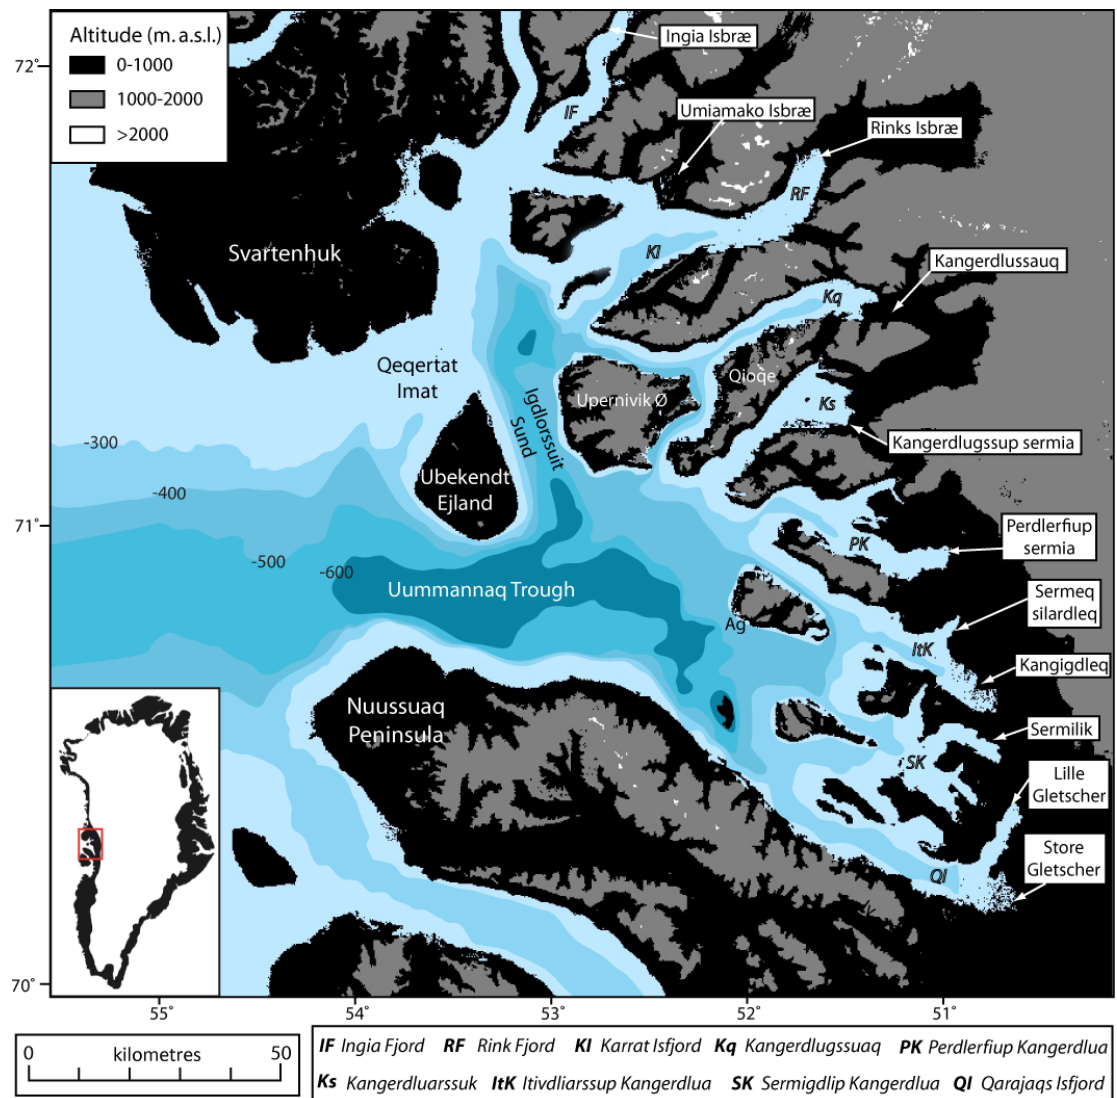 Altitude (m. a.s.l.)
0-1000
1000-2000
>2000
72°
71°
70°
Ingia Isbræ
IF
Umiamako Isbræ
Rinks Isbræ
RF
Svartenhuk
KI
Kangerdlussauq
Kq
Qeqertat
Imat
Qioqe
Igdlorssuit
Sund
Upernivik Ø
Ks
Kangerdlugssup sermia
-300
-400
-500
-600
Ubekendt
Ejland
Perdlerfiup
sermia
PK
Uummannaq Trough
Ag
Sermeq
silardleq
ItK
Kangigdleq
Nuussuaq
Peninsula
Sermilik
SK
Lille
Gletscher
Store
Gletscher
QI
55°
54°
53°
52°
51°
0 kilometres 50
IF Ingia Fjord RF Rink Fjord KI Karrat Isfjord Kq Kangerdlugssuaq PK Perdlerfiup Kangerdlua
Ks Kangerdluarssuk ItK Itivdliarssup Kangerdlua SK Sermigdlip Kangerdlua QI Qarajaqs Isfjord